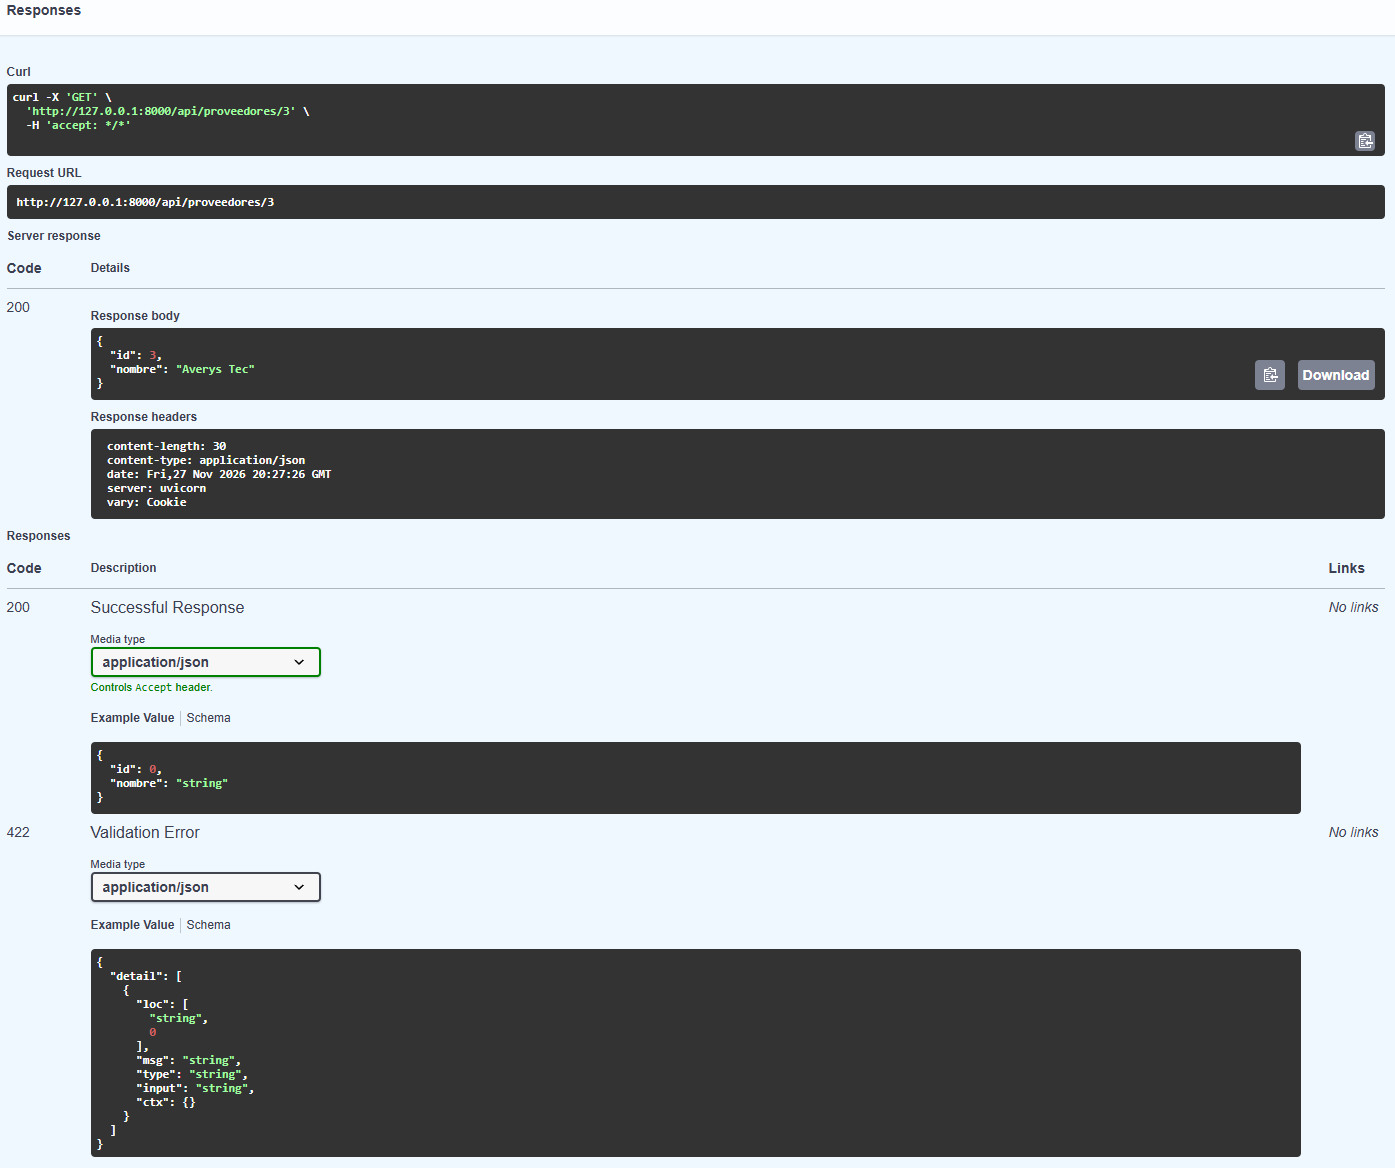 Responses
Curl
curl -X 'GET' \
  'http://127.0.0.1:8000/api/proveedores/3' \
  -H 'accept: */*'
Request URL
http://127.0.0.1:8000/api/proveedores/3
Server response
Code Details
200
Response body
{
  "id": 3,
  "nombre": "Averys Tec"
}
Download
Response headers
content-length: 30
content-type: application/json
date: Fri,27 Nov 2026 20:27:26 GMT
server: uvicorn
vary: Cookie
Responses
Code Description Links
200 Successful Response No links
Media type
application/json
Controls Accept header.
Example Value Schema
{
  "id": 0,
  "nombre": "string"
}
422 Validation Error No links
Media type
application/json
Example Value Schema
{
  "detail": [
    {
      "loc": [
        "string",
        0
      ],
      "msg": "string",
      "type": "string",
      "input": "string",
      "ctx": {}
    }
  ]
}